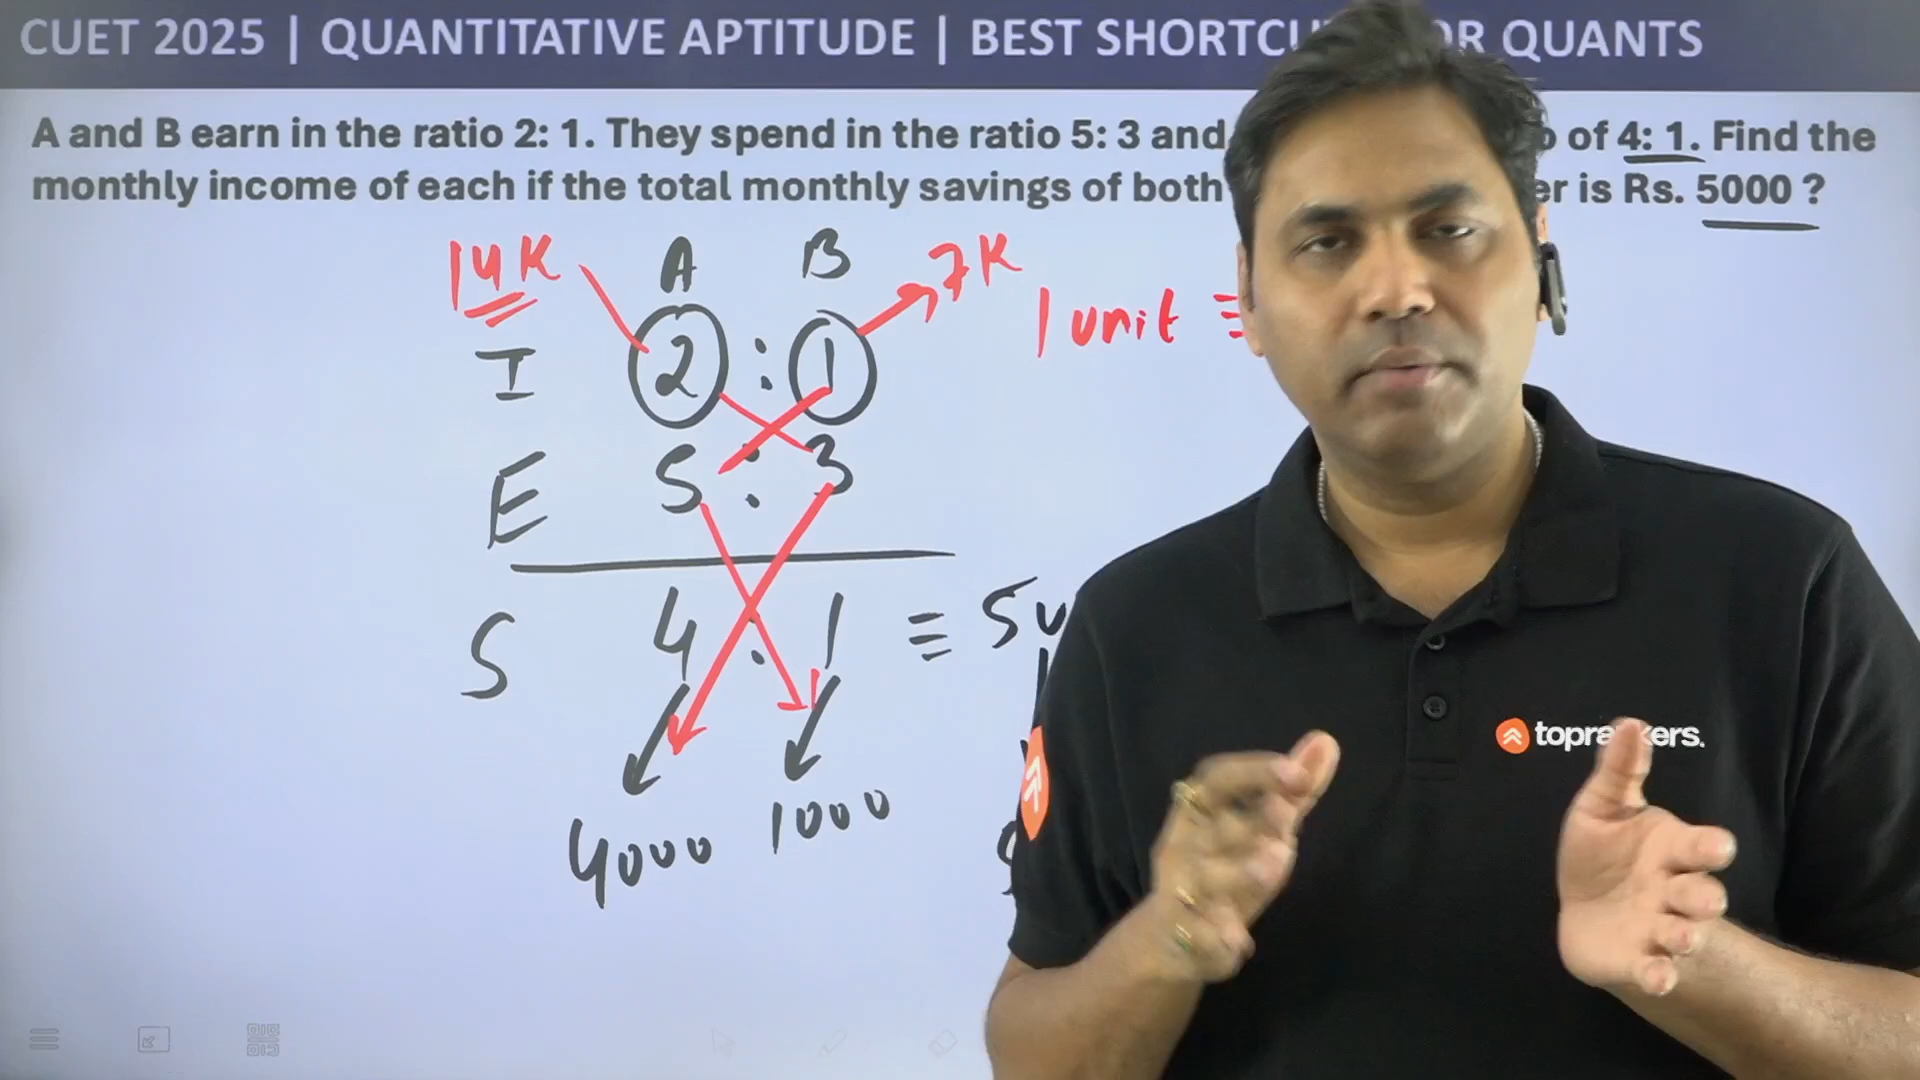 CUET 2025 | QUANTITATIVE APTITUDE | BEST SHORTCU OR QUANTS
A and B earn in the ratio 2: 1. They spend in the ratio 5: 3 and of 4: 1. Find the
monthly income of each if the total monthly savings of both er is Rs. 5000 ?
14K A B 7K
1 unit ≡
I 2 : 1
E 5 : 3
S 4 : 1 ≡ 5u
4000 1000
toprankers.